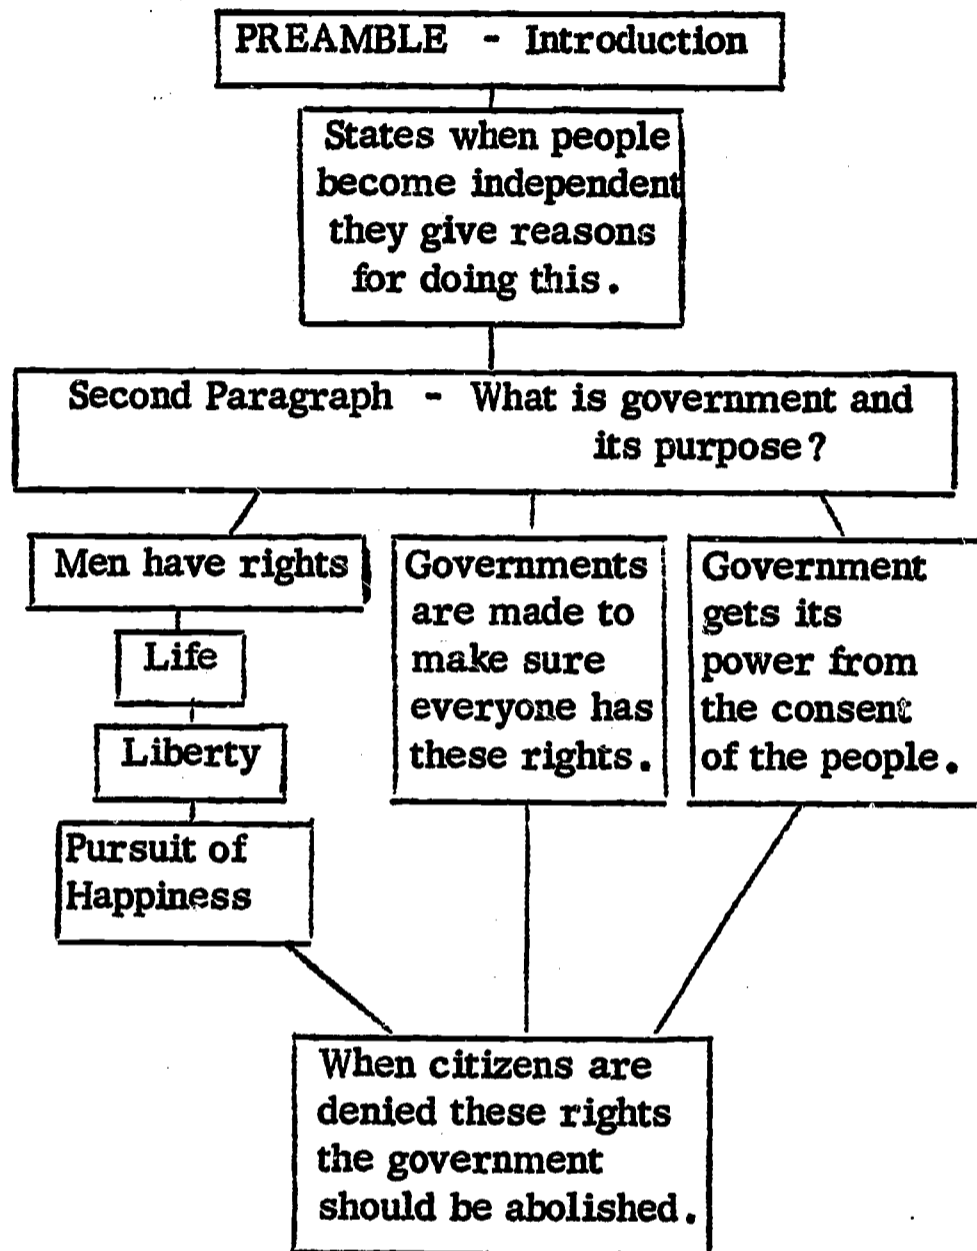 PREAMBLE - Introduction
States when people
become independent
they give reasons
for doing this.
Second Paragraph - What is government and
its purpose?
Men have rights
Life
Liberty
Pursuit of
Happiness
Governments
are made to
make sure
everyone has
these rights.
Government
gets its
power from
the consent
of the people.
When citizens are
denied these rights
the government
should be abolished.